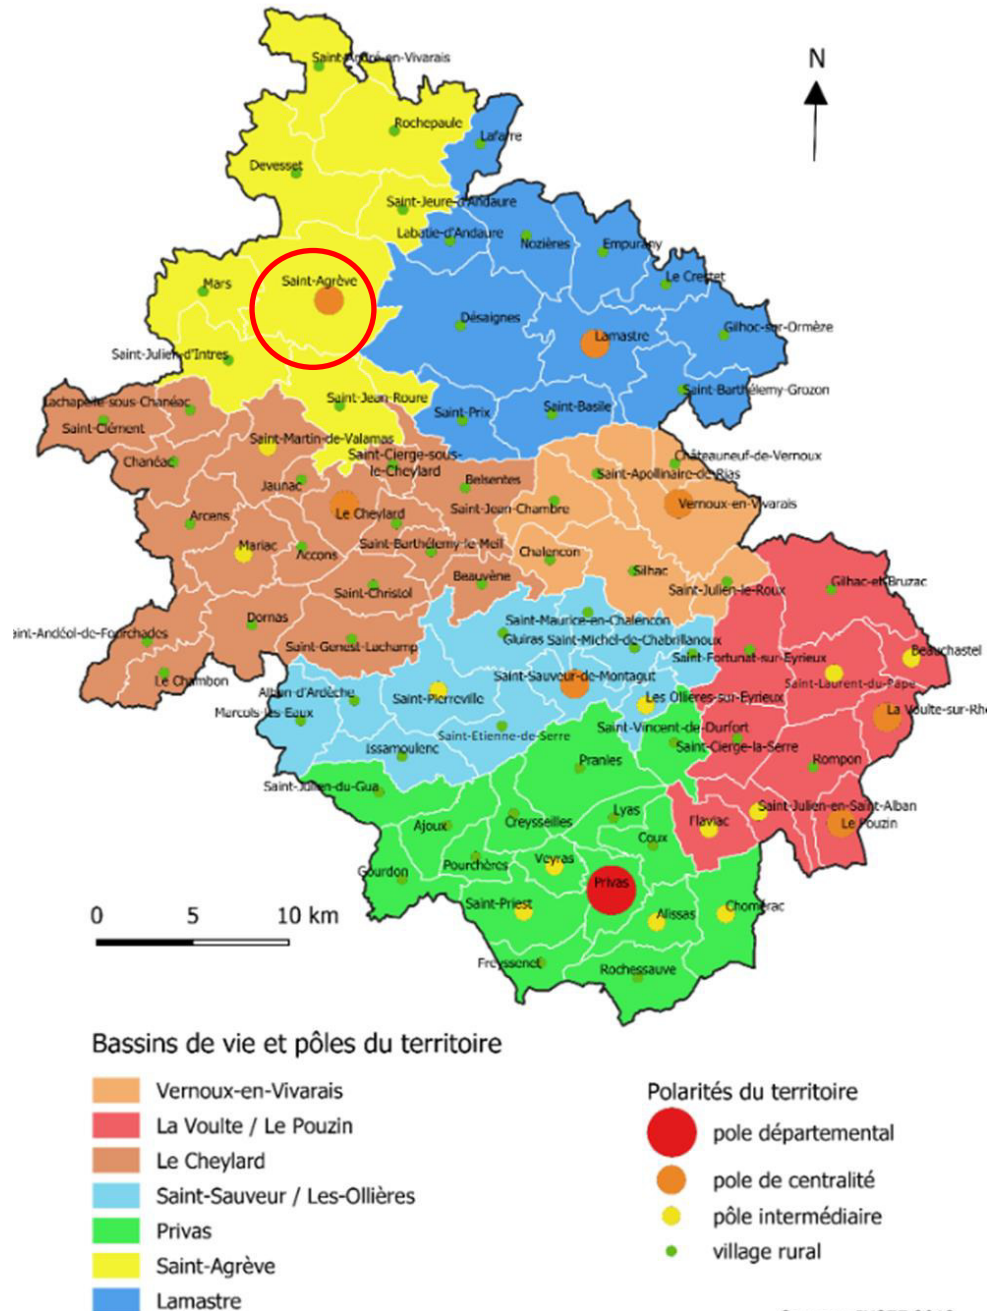 Saint-André-en-Vivarais
N
Rochepaule
Lafarre
Devesset
Saint-Jeure-d'Andaure
Labatie-d'Andaure
Nozières
Empurany
Le Crestet
Mars
Saint-Agrève
Désaignes
Lamastre
Gilhoc-sur-Ormèze
Saint-Julien-d'Intres
Saint-Barthélemy-Grozon
Lachapelle-sous-Chanéac
Saint-Jean-Roure
Saint-Prix
Saint-Basile
Saint-Clément
Saint-Martin-de-Valamas
Chanéac
Saint-Cierge-sous-
le-Cheylard
Châteauneuf-de-Vernoux
Saint-Apollinaire-de-Rias
Jaunac
Belsentes
Arcens
Le Cheylard
Saint-Jean-Chambre
Vernoux-en-Vivarais
Mariac
Accons
Saint-Barthélemy-le-Meil
Chalencon
Silhac
Beauvène
Saint-Christol
Saint-Julien-le-Roux
Gilhac-et-Bruzac
Dornas
Saint-Maurice-en-Chalencon
aint-Andéol-de-Fourchades
Saint-Genest-Lachamp
Gluiras
Saint-Michel-de-Chabrillanoux
Saint-Fortunat-sur-Eyrieux
Beauchastel
Le Chambon
Saint-Sauveur-de-Montagut
Saint-Laurent-du-Pape
Albon-d'Ardèche
Saint-Pierreville
Les Ollières-sur-Eyrieux
Marcols-les-Eaux
La Voulte-sur-Rh
Saint-Etienne-de-Serre
Saint-Vincent-de-Durfort
Issamoulenc
Saint-Cierge-la-Serre
Pranles
Rompon
Saint-Julien-du-Gua
Ajoux
Creysseilles
Lyas
Flaviac
Saint-Julien-en-Saint-Alban
Le Pouzin
Coux
Pourchères
Veyras
Gourdon
Privas
Saint-Priest
Alissas
Chomérac
Freyssenet
Rochessauve
0 5 10 km
Bassins de vie et pôles du territoire
Vernoux-en-Vivarais
La Voulte / Le Pouzin
Le Cheylard
Saint-Sauveur / Les-Ollières
Privas
Saint-Agrève
Lamastre
Polarités du territoire
pole départemental
pole de centralité
pôle intermédiaire
village rural